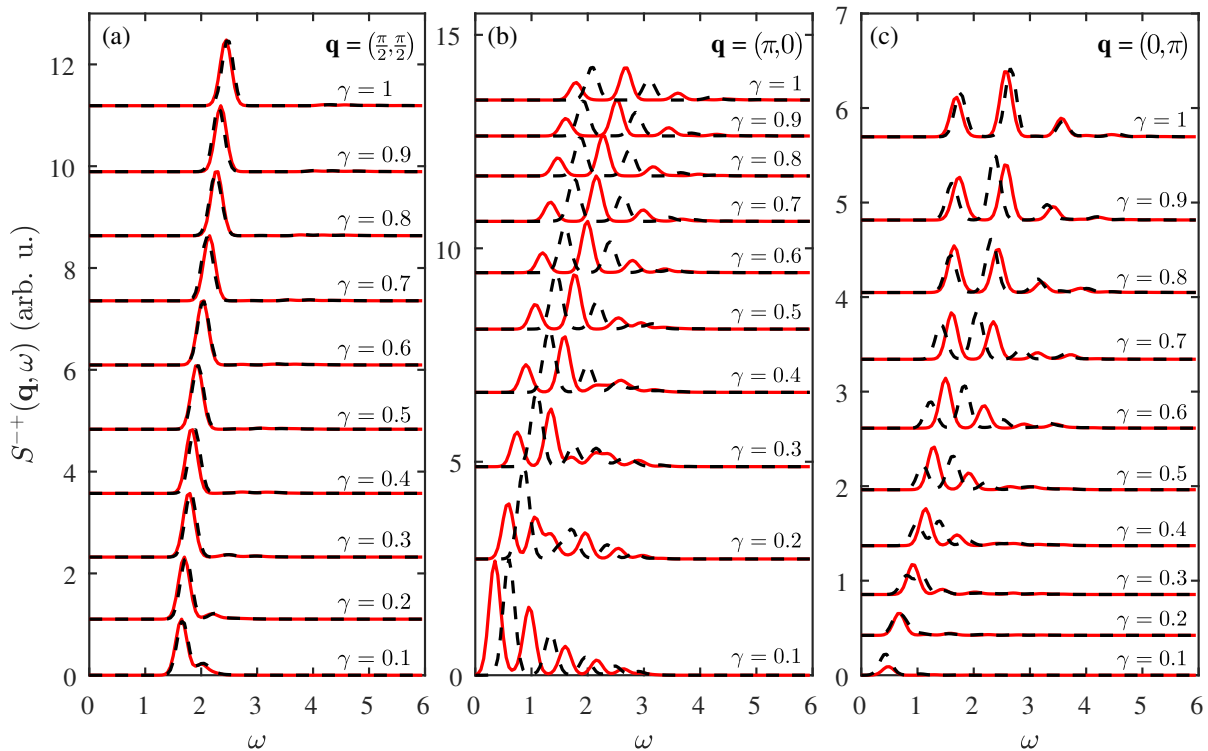 (a)
q = (π/2, π/2)
γ = 1
γ = 0.9
γ = 0.8
γ = 0.7
γ = 0.6
γ = 0.5
γ = 0.4
γ = 0.3
γ = 0.2
γ = 0.1
12
10
8
6
4
2
0
0 1 2 3 4 5 6
ω
S⁻⁺(q, ω) (arb. u.)
(b)
q = (π,0)
γ = 1
γ = 0.9
γ = 0.8
γ = 0.7
γ = 0.6
γ = 0.5
γ = 0.4
γ = 0.3
γ = 0.2
γ = 0.1
15
10
5
0
0 1 2 3 4 5 6
ω
(c)
q = (0,π)
γ = 1
γ = 0.9
γ = 0.8
γ = 0.7
γ = 0.6
γ = 0.5
γ = 0.4
γ = 0.3
γ = 0.2
γ = 0.1
7
6
5
4
3
2
1
0
0 1 2 3 4 5 6
ω